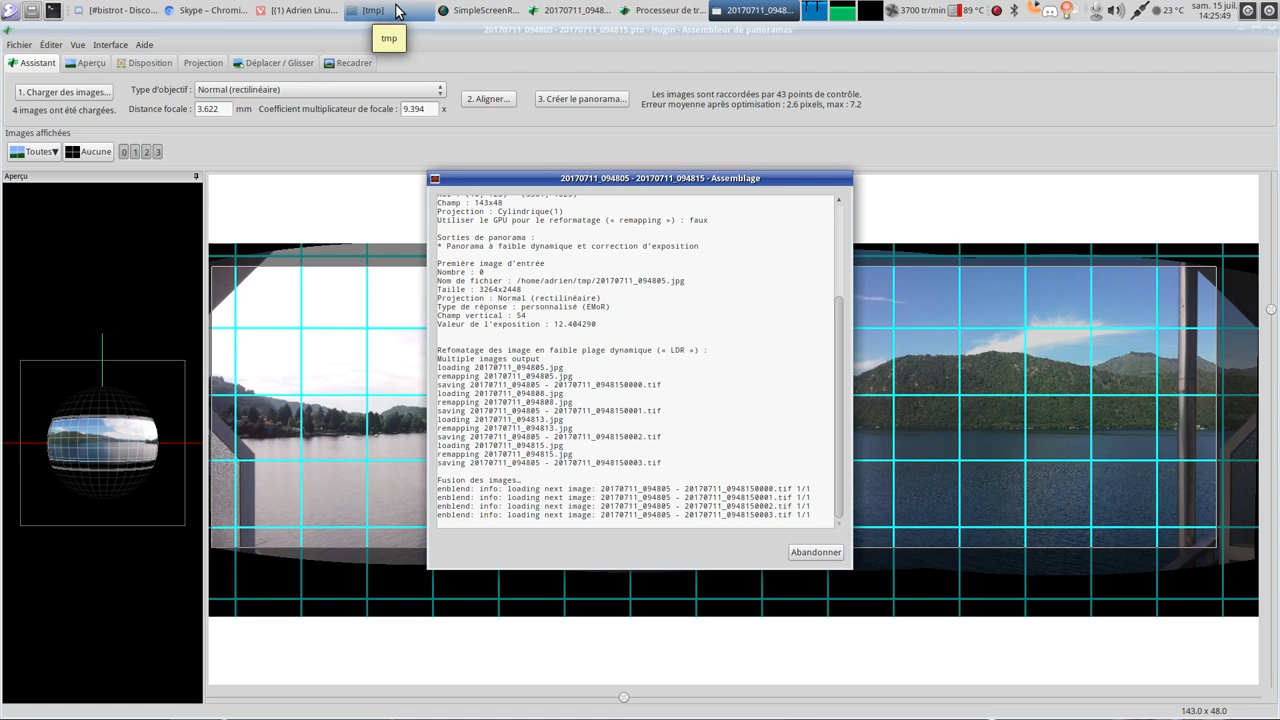 [#bistrot - Disco...
Skype – Chromi...
[(1) Adrien Linu...
[tmp]
SimpleScreenR...
20170711_0948...
Processeur de tr...
20170711_0948...
3700 tr/min
89 °C
23 °C
sam. 15 juil.
14:25:49
tmp
20170711_094805 - 20170711_094815.pto - Hugin - Assembleur de panoramas
Fichier Éditer Vue Interface Aide
Assistant Aperçu Disposition Projection Déplacer / Glisser Recadrer
1. Charger des images...
Type d'objectif : Normal (rectilinéaire)
2. Aligner...
3. Créer le panorama...
Les images sont raccordées par 43 points de contrôle.
Erreur moyenne après optimisation : 2.6 pixels, max : 7.2
4 images ont été chargées.
Distance focale : 3.622 mm Coefficient multiplicateur de focale : 9.394 x
Images affichées
Toutes Aucune 0 1 2 3
Aperçu
20170711_094805 - 20170711_094815 - Assemblage
Champ : 143x48
Projection : Cylindrique(1)
Utiliser le GPU pour le reformatage (« remapping ») : faux
Sorties de panorama :
* Panorama à faible dynamique et correction d'exposition
Première image d'entrée
Nombre : 0
Nom de fichier : /home/adrien/tmp/20170711_094805.jpg
Taille : 3264x2448
Projection : Normal (rectilinéaire)
Type de réponse : personnalisé (EMoR)
Champ vertical : 54
Valeur de l'exposition : 12.404290
Refomatage des image en faible plage dynamique (« LDR ») :
Multiple images output
loading 20170711_094805.jpg
remapping 20170711_094805.jpg
saving 20170711_094805 - 20170711_0948150000.tif
loading 20170711_094808.jpg
remapping 20170711_094808.jpg
saving 20170711_094805 - 20170711_0948150001.tif
loading 20170711_094813.jpg
remapping 20170711_094813.jpg
saving 20170711_094805 - 20170711_0948150002.tif
loading 20170711_094815.jpg
remapping 20170711_094815.jpg
saving 20170711_094805 - 20170711_0948150003.tif
Fusion des images…
enblend: info: loading next image: 20170711_094805 - 20170711_0948150000.tif 1/1
enblend: info: loading next image: 20170711_094805 - 20170711_0948150001.tif 1/1
enblend: info: loading next image: 20170711_094805 - 20170711_0948150002.tif 1/1
enblend: info: loading next image: 20170711_094805 - 20170711_0948150003.tif 1/1
Abandonner
143.0 x 48.0